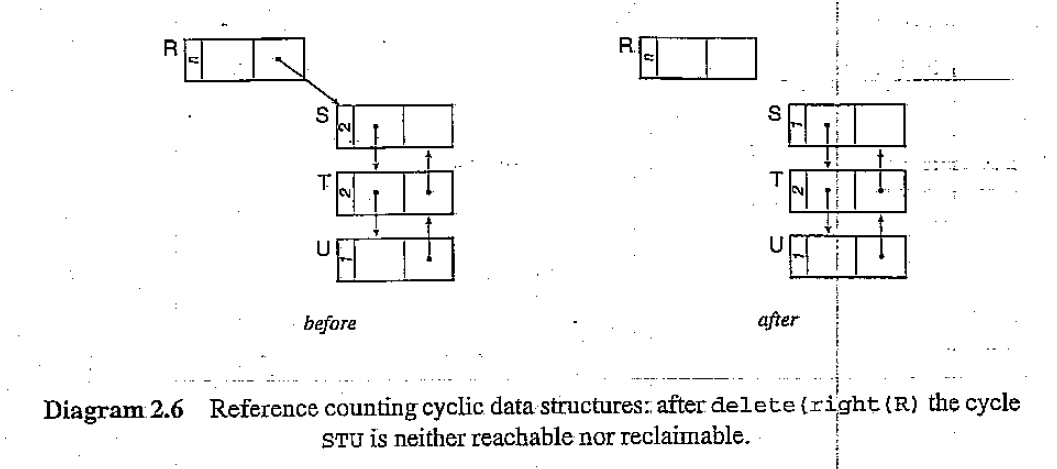 R n
R n
S 2
S 1
T 2
T 2
U 1
U 1
before
after
Diagram 2.6 Reference counting cyclic data structures: after delete(right(R) the cycle
STU is neither reachable nor reclaimable.